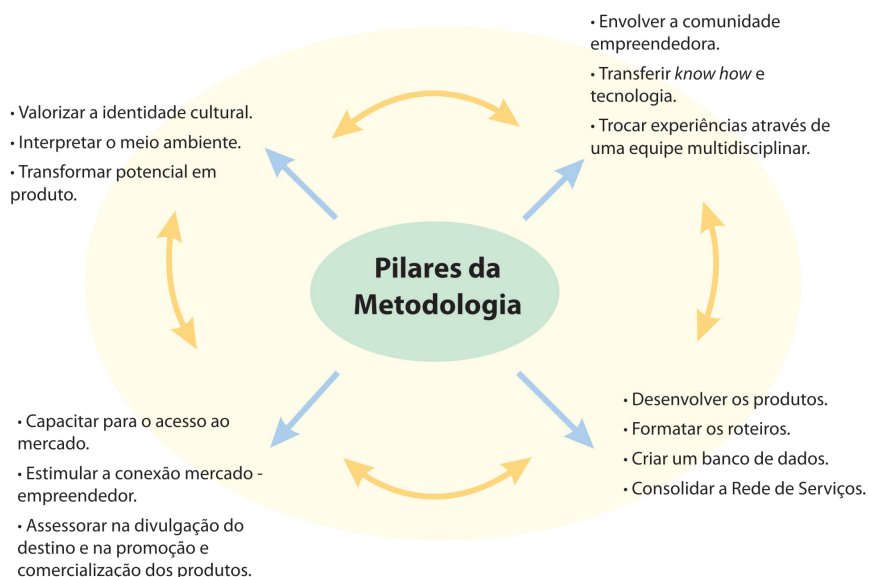 • Valorizar a identidade cultural.
• Interpretar o meio ambiente.
• Transformar potencial em
produto.
• Envolver a comunidade
empreendedora.
• Transferir know how e
tecnologia.
• Trocar experiências através de
uma equipe multidisciplinar.
Pilares da
Metodologia
• Capacitar para o acesso ao
mercado.
• Estimular a conexão mercado -
empreendedor.
• Assessorar na divulgação do
destino e na promoção e
comercialização dos produtos.
• Desenvolver os produtos.
• Formatar os roteiros.
• Criar um banco de dados.
• Consolidar a Rede de Serviços.